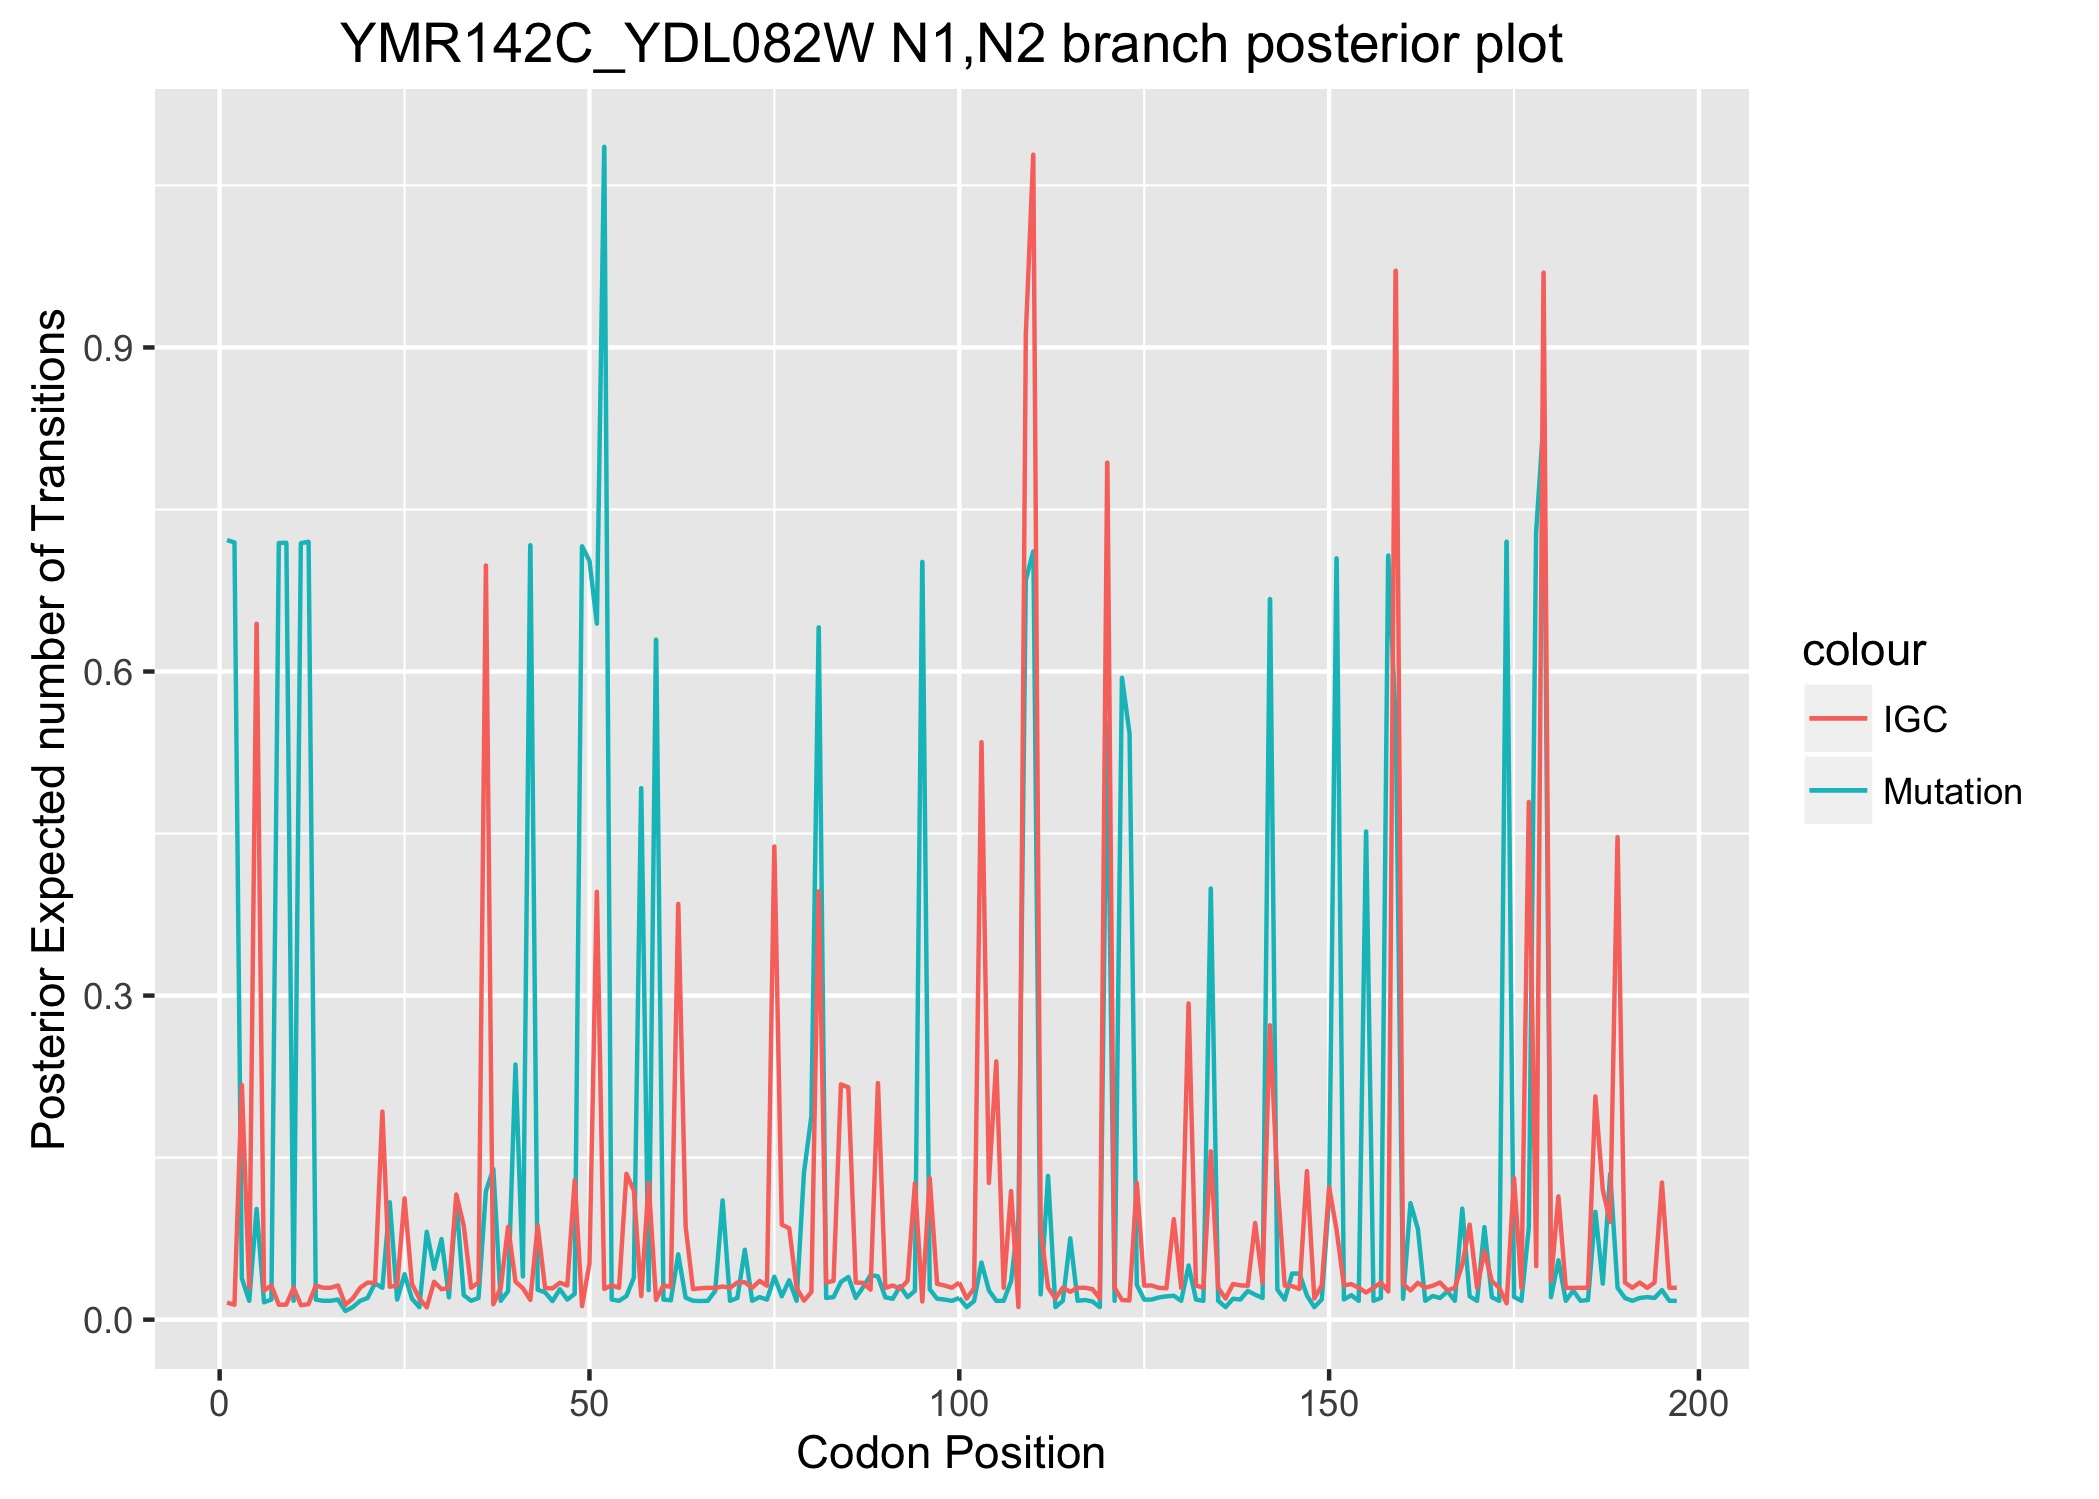 YMR142C_YDL082W N1,N2 branch posterior plot
Posterior Expected number of Transitions
0.9
0.6
0.3
0.0
0 50 100 150 200
Codon Position
colour
IGC
Mutation